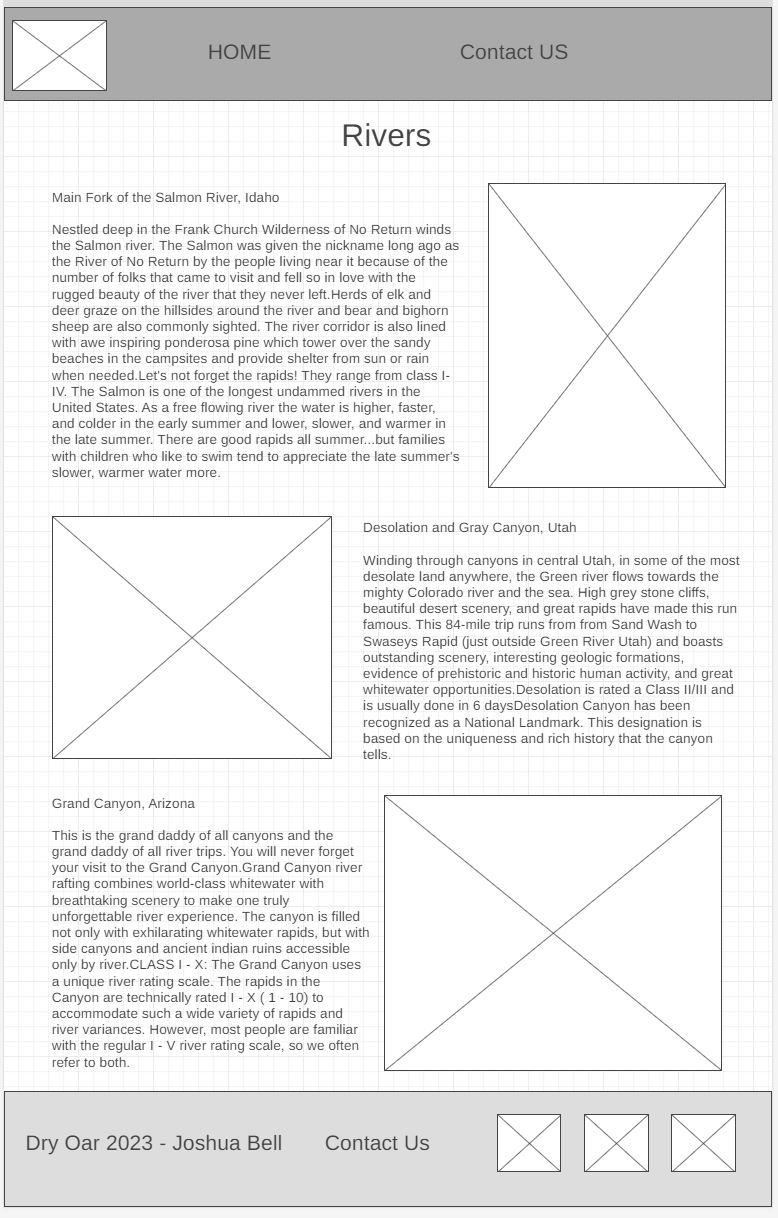 HOME
Contact US
Rivers
Main Fork of the Salmon River, Idaho
Nestled deep in the Frank Church Wilderness of No Return winds
the Salmon river. The Salmon was given the nickname long ago as
the River of No Return by the people living near it because of the
number of folks that came to visit and fell so in love with the
rugged beauty of the river that they never left.Herds of elk and
deer graze on the hillsides around the river and bear and bighorn
sheep are also commonly sighted. The river corridor is also lined
with awe inspiring ponderosa pine which tower over the sandy
beaches in the campsites and provide shelter from sun or rain
when needed.Let's not forget the rapids! They range from class I-
IV. The Salmon is one of the longest undammed rivers in the
United States. As a free flowing river the water is higher, faster,
and colder in the early summer and lower, slower, and warmer in
the late summer. There are good rapids all summer...but families
with children who like to swim tend to appreciate the late summer's
slower, warmer water more.
Desolation and Gray Canyon, Utah
Winding through canyons in central Utah, in some of the most
desolate land anywhere, the Green river flows towards the
mighty Colorado river and the sea. High grey stone cliffs,
beautiful desert scenery, and great rapids have made this run
famous. This 84-mile trip runs from from Sand Wash to
Swaseys Rapid (just outside Green River Utah) and boasts
outstanding scenery, interesting geologic formations,
evidence of prehistoric and historic human activity, and great
whitewater opportunities.Desolation is rated a Class II/III and
is usually done in 6 daysDesolation Canyon has been
recognized as a National Landmark. This designation is
based on the uniqueness and rich history that the canyon
tells.
Grand Canyon, Arizona
This is the grand daddy of all canyons and the
grand daddy of all river trips. You will never forget
your visit to the Grand Canyon.Grand Canyon river
rafting combines world-class whitewater with
breathtaking scenery to make one truly
unforgettable river experience. The canyon is filled
not only with exhilarating whitewater rapids, but with
side canyons and ancient indian ruins accessible
only by river.CLASS I - X: The Grand Canyon uses
a unique river rating scale. The rapids in the
Canyon are technically rated I - X ( 1 - 10) to
accommodate such a wide variety of rapids and
river variances. However, most people are familiar
with the regular I - V river rating scale, so we often
refer to both.
Dry Oar 2023 - Joshua Bell
Contact Us